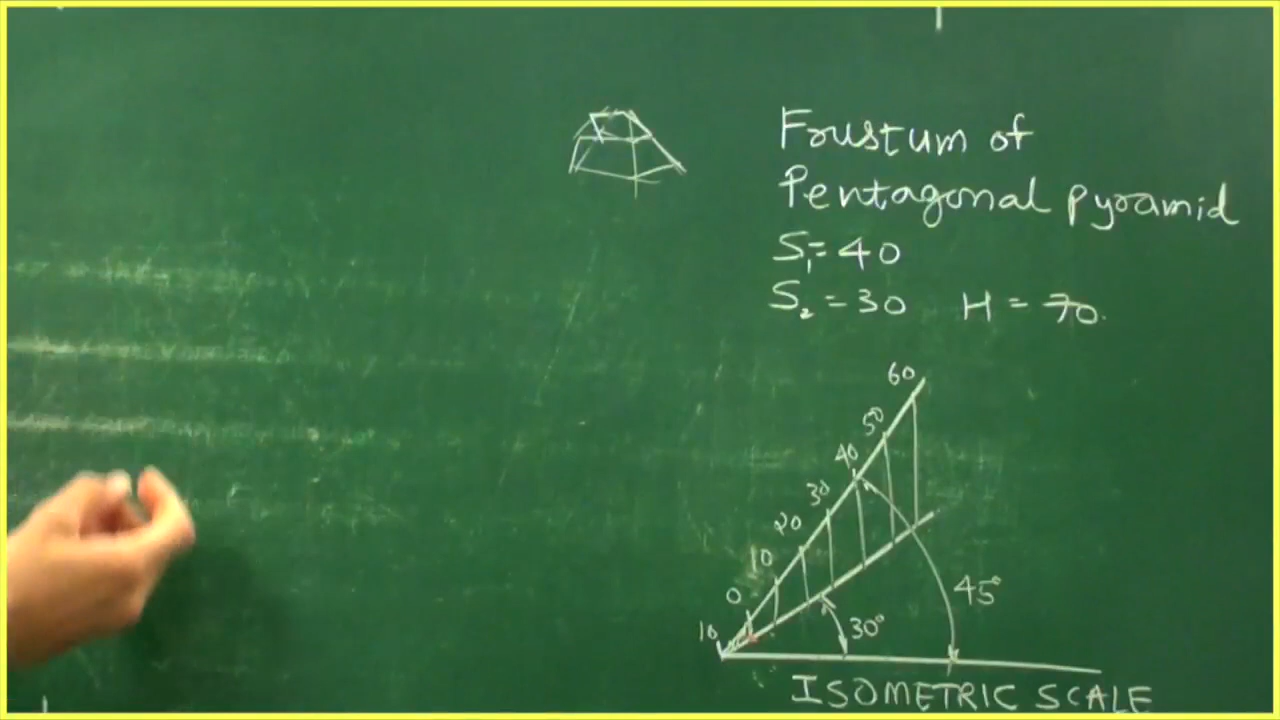 Frustum of
Pentagonal pyramid
S₁=40
S₂=30 H=70.
60
50
40
30
20
10
0
10
45°
30°
ISOMETRIC SCALE